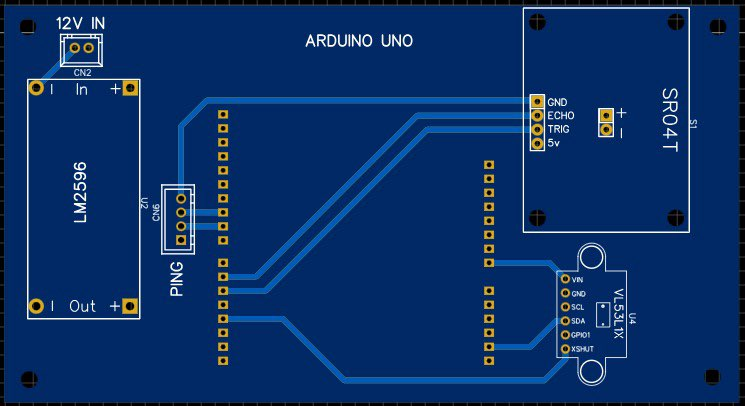 12V IN
CN2
ARDUINO UNO
- In +
LM2596
U2
- Out +
CN6
PING
GND
ECHO
TRIG
5v
+
-
SR04T
S1
VIN
GND
SCL
SDA
GPIO1
XSHUT
VL53L1X
U4